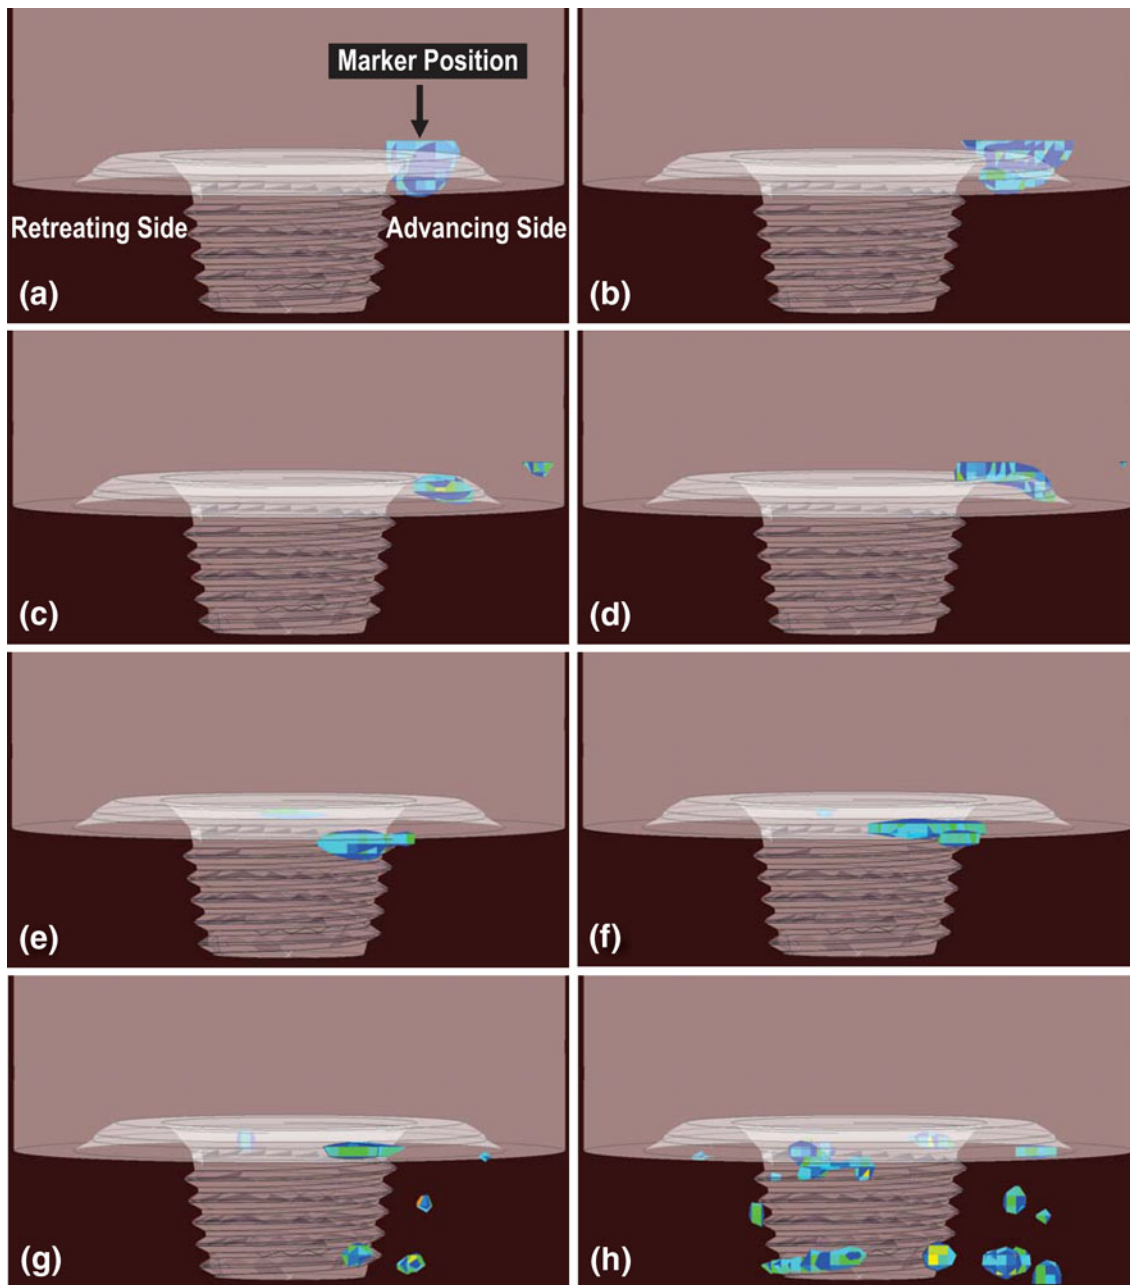 Marker Position
Retreating Side
Advancing Side
(a)
(b)
(c)
(d)
(e)
(f)
(g)
(h)